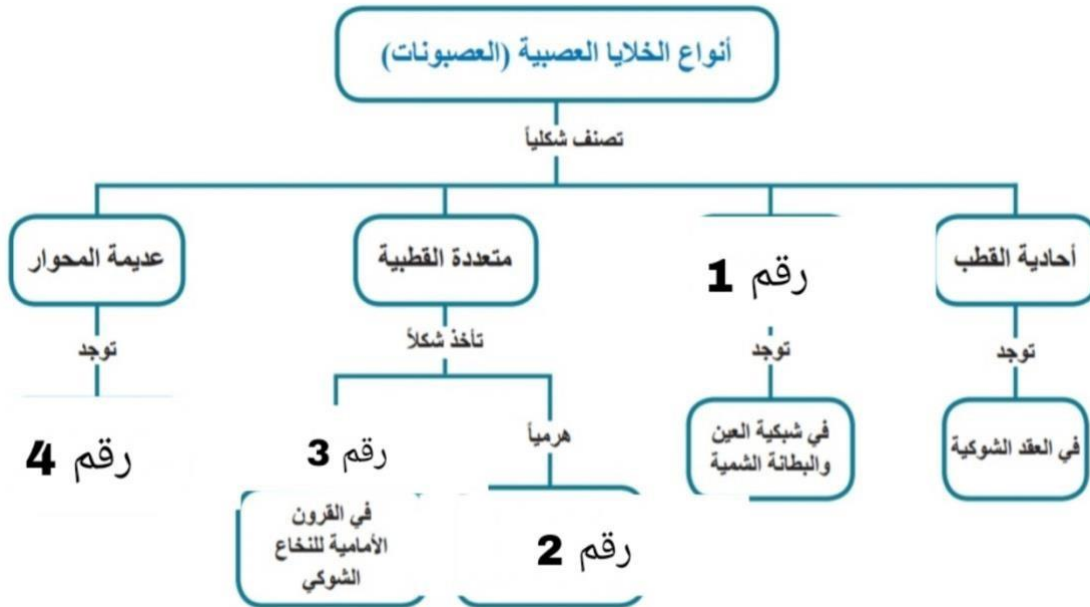 أنواع الخلايا العصبية (العصبونات)
تصنف شكلياً
أحادية القطب
رقم 1
متعددة القطبية
عديمة المحوار
توجد
توجد
تأخذ شكلاً
توجد
في العقد الشوكية
في شبكية العين
والبطانة الشمية
هرمياً
رقم 3
رقم 4
رقم 2
في القرون
الأمامية للنخاع
الشوكي